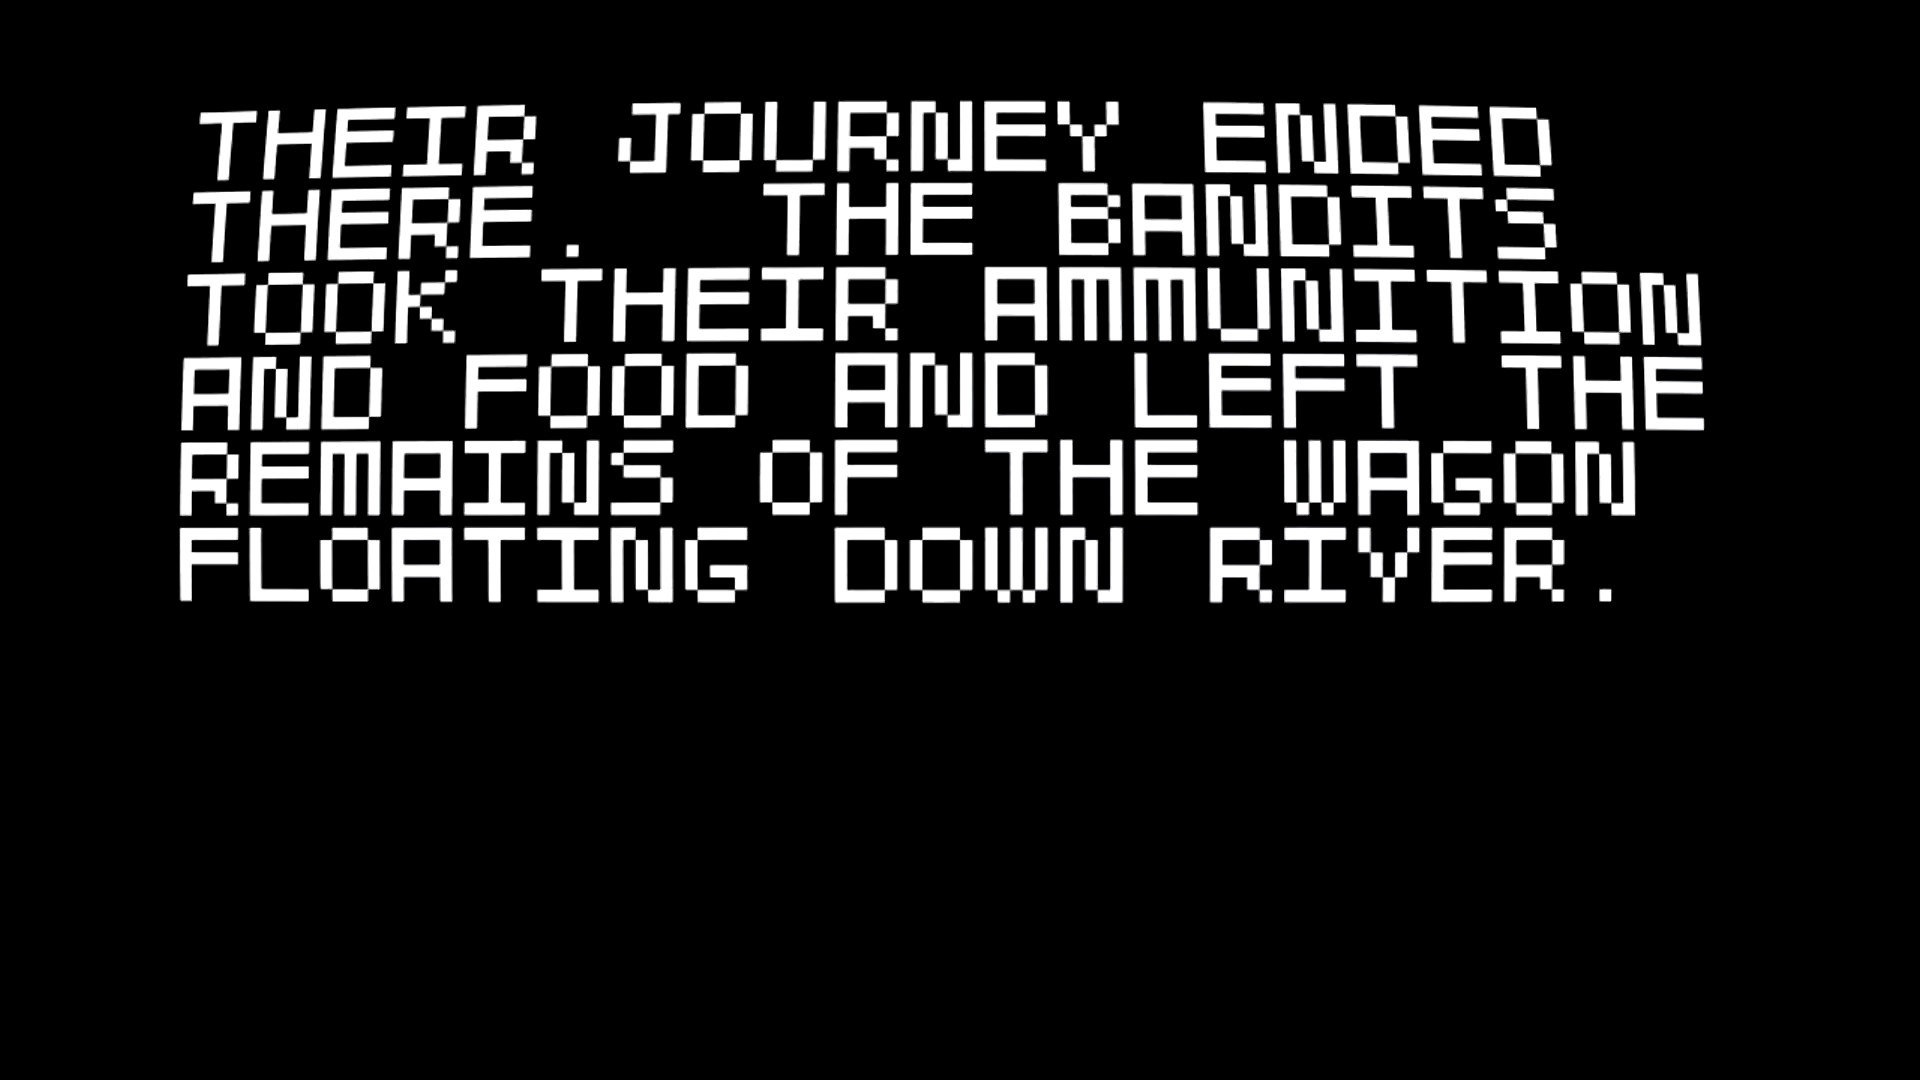 THEIR JOURNEY ENDED
THERE.  THE BANDITS
TOOK THEIR AMMUNITION
AND FOOD AND LEFT THE
REMAINS OF THE WAGON
FLOATING DOWN RIVER.